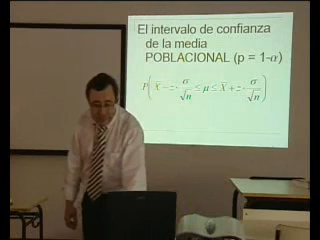 El intervalo de confianza
de la media
POBLACIONAL (p = 1-α)
P(X̄ - z · σ/√n ≤ μ ≤ X̄ + z · σ/√n)